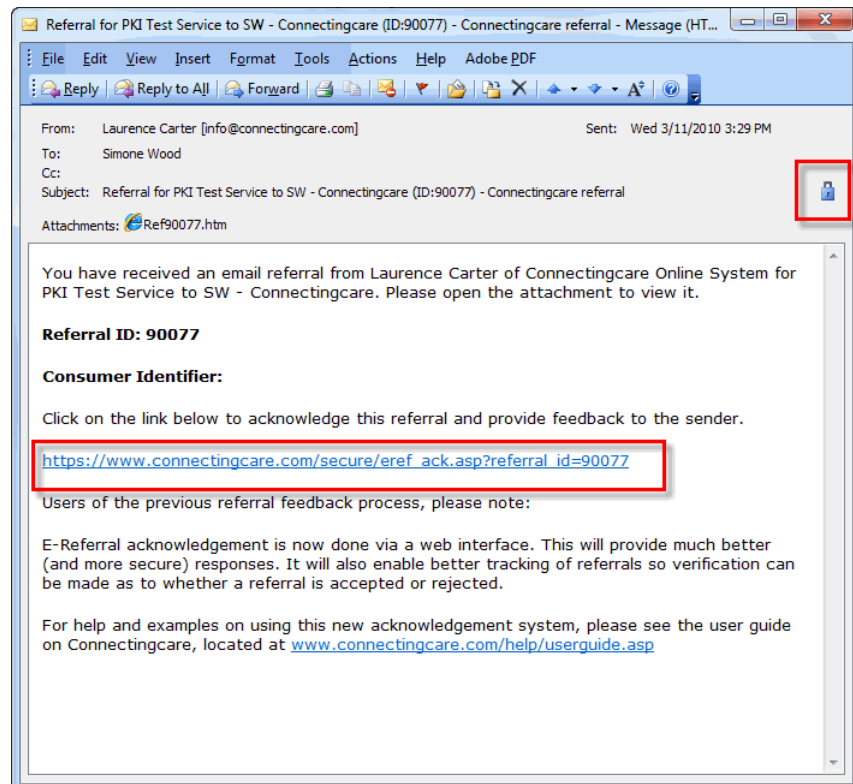 Referral for PKI Test Service to SW - Connectingcare (ID:90077) - Connectingcare referral - Message (HT...
File Edit View Insert Format Tools Actions Help Adobe PDF
Reply Reply to All Forward
From: Laurence Carter [info@connectingcare.com] Sent: Wed 3/11/2010 3:29 PM
To: Simone Wood
Cc:
Subject: Referral for PKI Test Service to SW - Connectingcare (ID:90077) - Connectingcare referral
Attachments: Ref90077.htm
You have received an email referral from Laurence Carter of Connectingcare Online System for
PKI Test Service to SW - Connectingcare. Please open the attachment to view it.
Referral ID: 90077
Consumer Identifier:
Click on the link below to acknowledge this referral and provide feedback to the sender.
https://www.connectingcare.com/secure/eref_ack.asp?referral_id=90077
Users of the previous referral feedback process, please note:
E-Referral acknowledgement is now done via a web interface. This will provide much better
(and more secure) responses. It will also enable better tracking of referrals so verification can
be made as to whether a referral is accepted or rejected.
For help and examples on using this new acknowledgement system, please see the user guide
on Connectingcare, located at www.connectingcare.com/help/userguide.asp